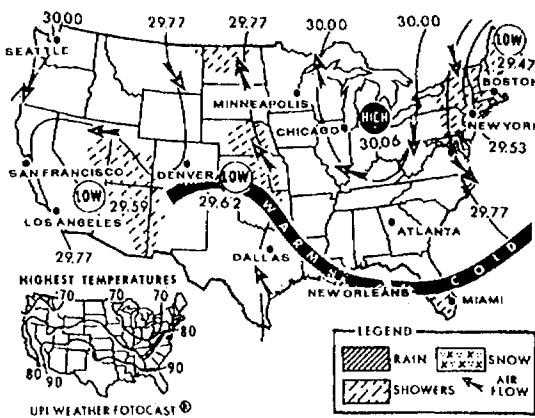 30.00 29.77 29.77 30.00 30.00
LOW
SEATTLE
29.47
BOSTON
MINNEAPOLIS
CHICAGO
HIGH
NEW YORK
30.06
29.53
SAN FRANCISCO
DENVER
LOW
LOW
29.59
29.62
29.77
LOS ANGELES
WARM
COLD
ATLANTA
29.77
DALLAS
NEW ORLEANS
MIAMI
HIGHEST TEMPERATURES
70 70 70
80
80
90
90
LEGEND
RAIN
SNOW
SHOWERS
AIR FLOW
UPI WEATHER FOTOCAST ®